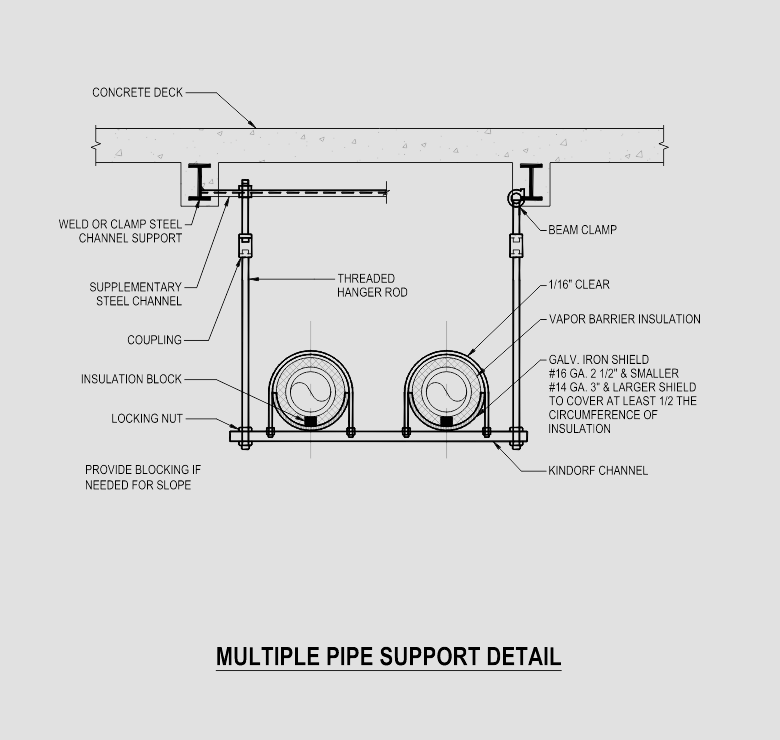 CONCRETE DECK
WELD OR CLAMP STEEL
CHANNEL SUPPORT
SUPPLEMENTARY
STEEL CHANNEL
COUPLING
INSULATION BLOCK
LOCKING NUT
PROVIDE BLOCKING IF
NEEDED FOR SLOPE
THREADED
HANGER ROD
BEAM CLAMP
1/16" CLEAR
VAPOR BARRIER INSULATION
GALV. IRON SHIELD
#16 GA. 2 1/2" & SMALLER
#14 GA. 3" & LARGER SHIELD
TO COVER AT LEAST 1/2 THE
CIRCUMFERENCE OF
INSULATION
KINDORF CHANNEL
MULTIPLE PIPE SUPPORT DETAIL